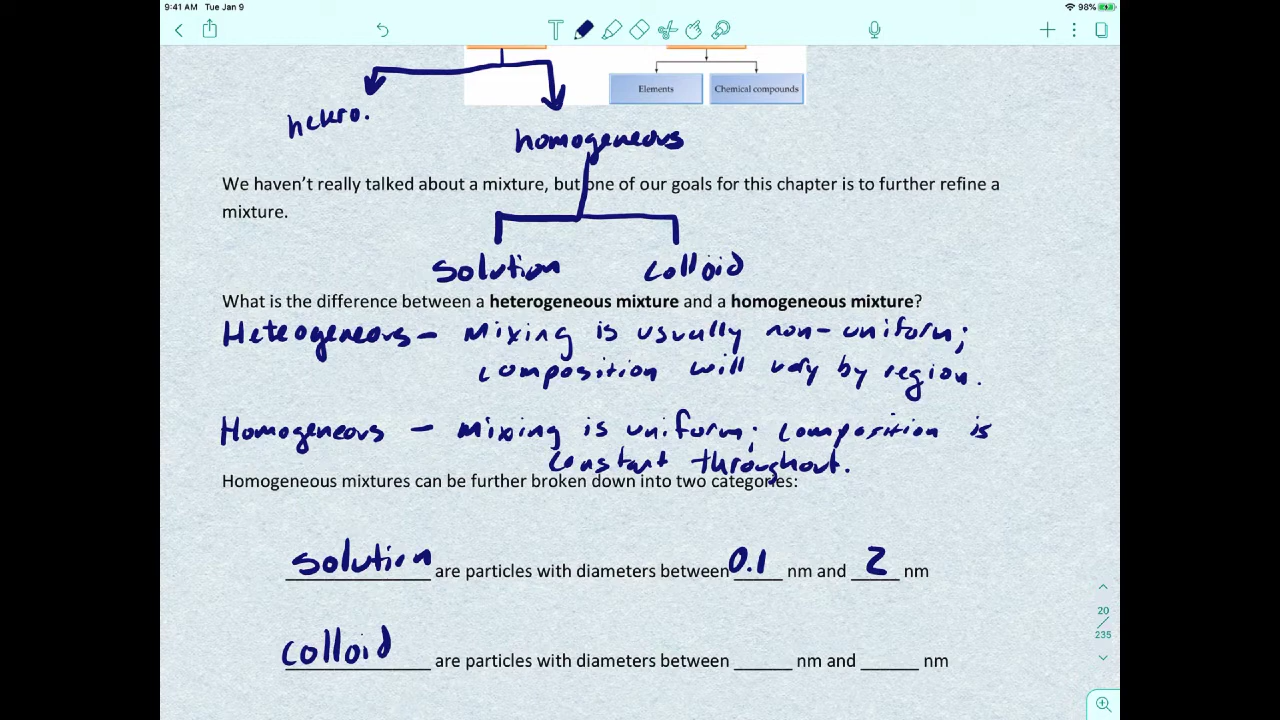 9:41 AM Tue Jan 9
98%
Elements
Chemical compounds
hetero.
homogeneous
We haven't really talked about a mixture, but one of our goals for this chapter is to further refine a
mixture.
solution colloid
What is the difference between a heterogeneous mixture and a homogeneous mixture?
Heteogeneous - Mixing is usually non-uniform;
composition will vary by region.
Homogeneous - Mixing is uniform; composition is
constant throughout.
Homogeneous mixtures can be further broken down into two categories:
solution are particles with diameters between 0.1 nm and 2 nm
colloid are particles with diameters between ______ nm and ______ nm
20
/
235